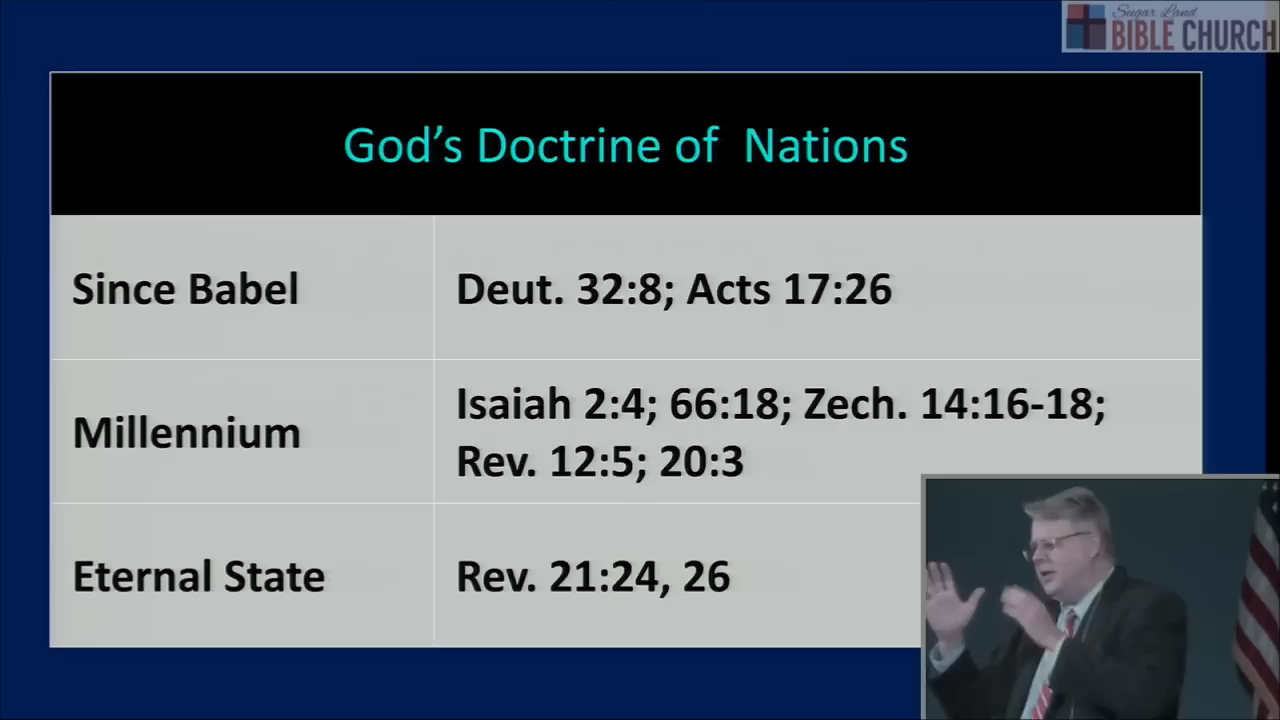 Sugar Land
BIBLE CHURCH
God's Doctrine of Nations
Since Babel
Deut. 32:8; Acts 17:26
Millennium
Isaiah 2:4; 66:18; Zech. 14:16-18;
Rev. 12:5; 20:3
Eternal State
Rev. 21:24, 26